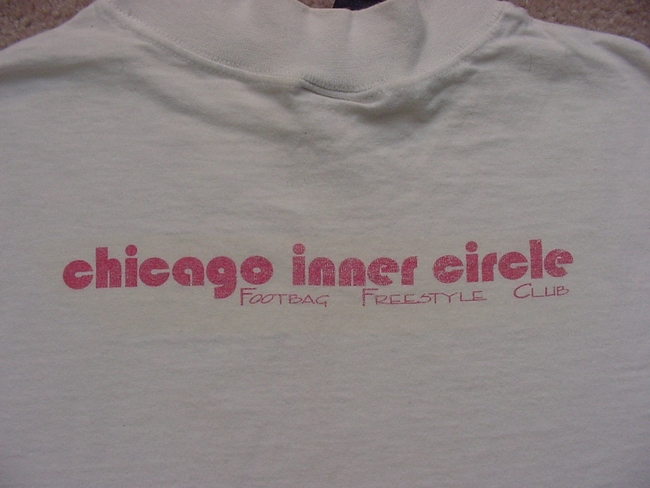 chicago inner circle
Footbag Freestyle Club